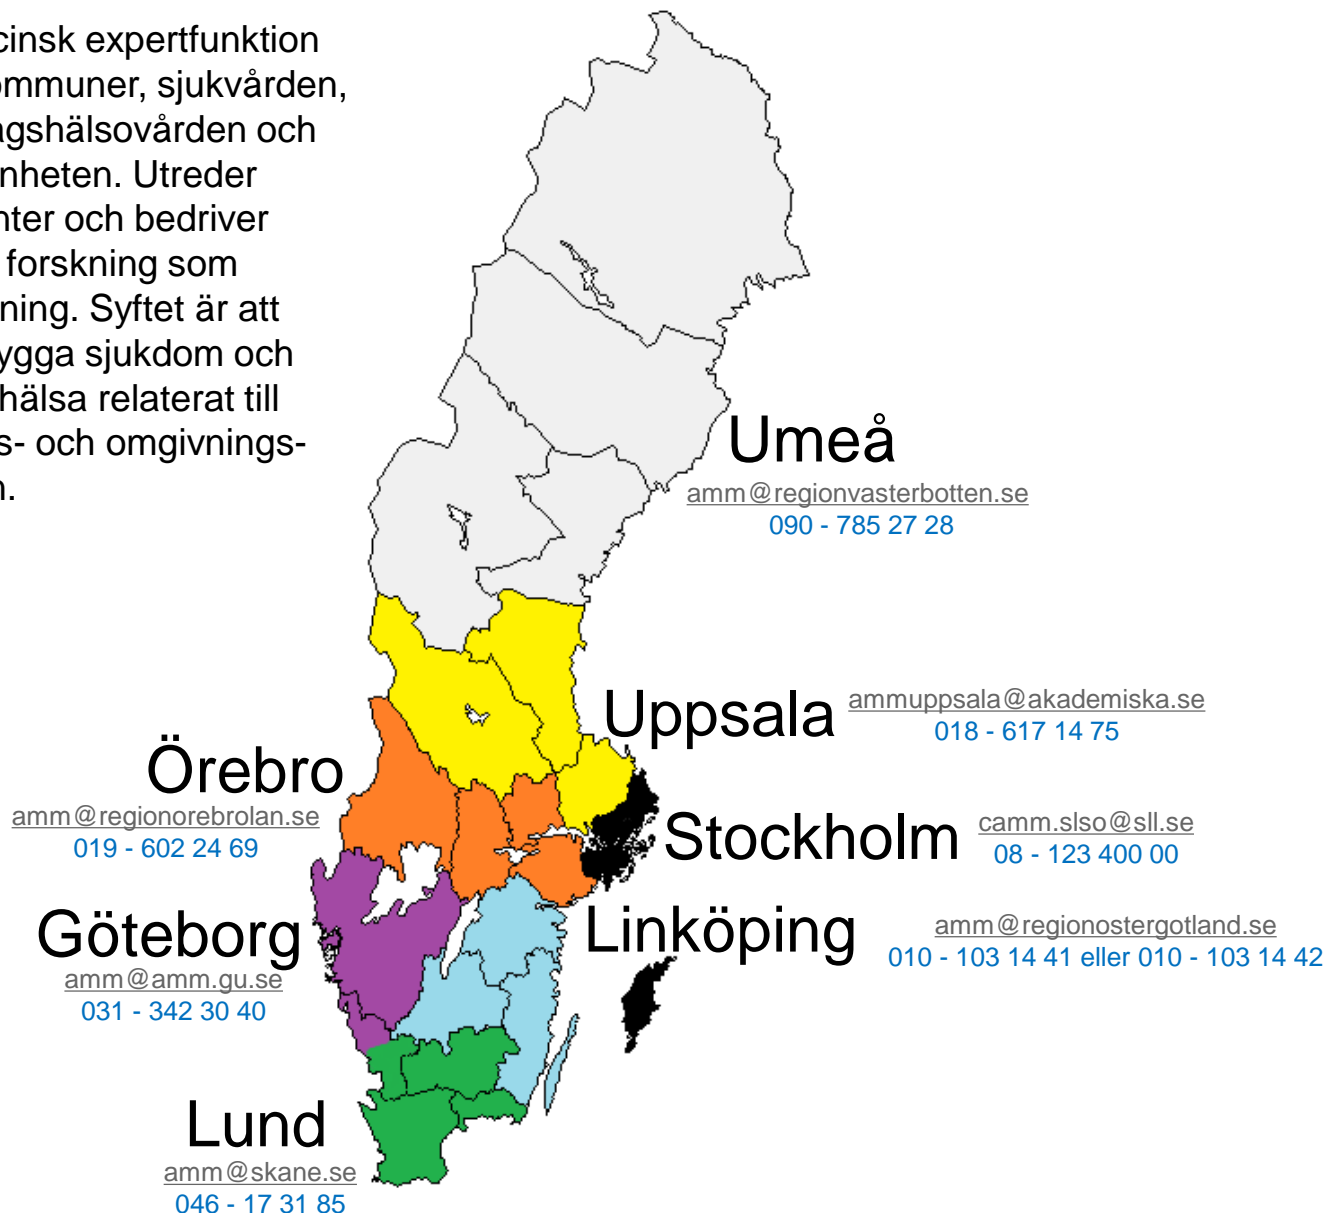 cinsk expertfunktion
ommuner, sjukvården,
agshälsovården och
nheten. Utreder
nter och bedriver
forskning som
ning. Syftet är att
ygga sjukdom och
hälsa relaterat till
s- och omgivnings-
n.
Umeå
amm@regionvasterbotten.se
090 - 785 27 28
Uppsala
ammuppsala@akademiska.se
018 - 617 14 75
Örebro
amm@regionorebrolan.se
019 - 602 24 69
Stockholm
camm.slso@sll.se
08 - 123 400 00
Göteborg
amm@amm.gu.se
031 - 342 30 40
Linköping
amm@regionostergotland.se
010 - 103 14 41 eller 010 - 103 14 42
Lund
amm@skane.se
046 - 17 31 85